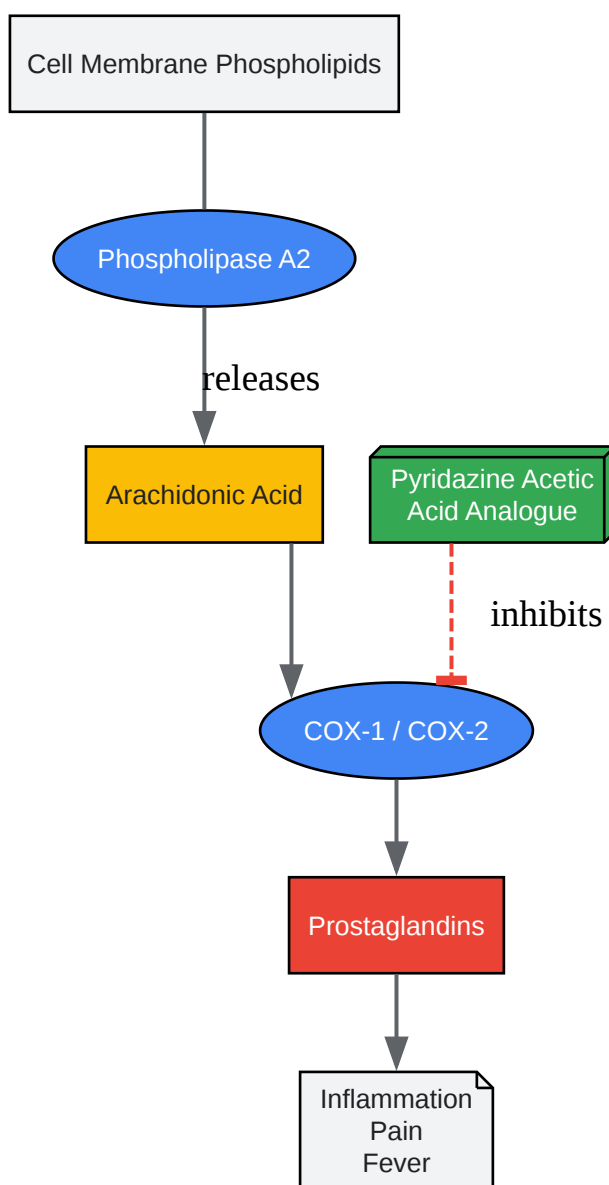 Cell Membrane Phospholipids
Phospholipase A2
releases
Arachidonic Acid
Pyridazine Acetic
Acid Analogue
inhibits
COX-1 / COX-2
Prostaglandins
Inflammation
Pain
Fever